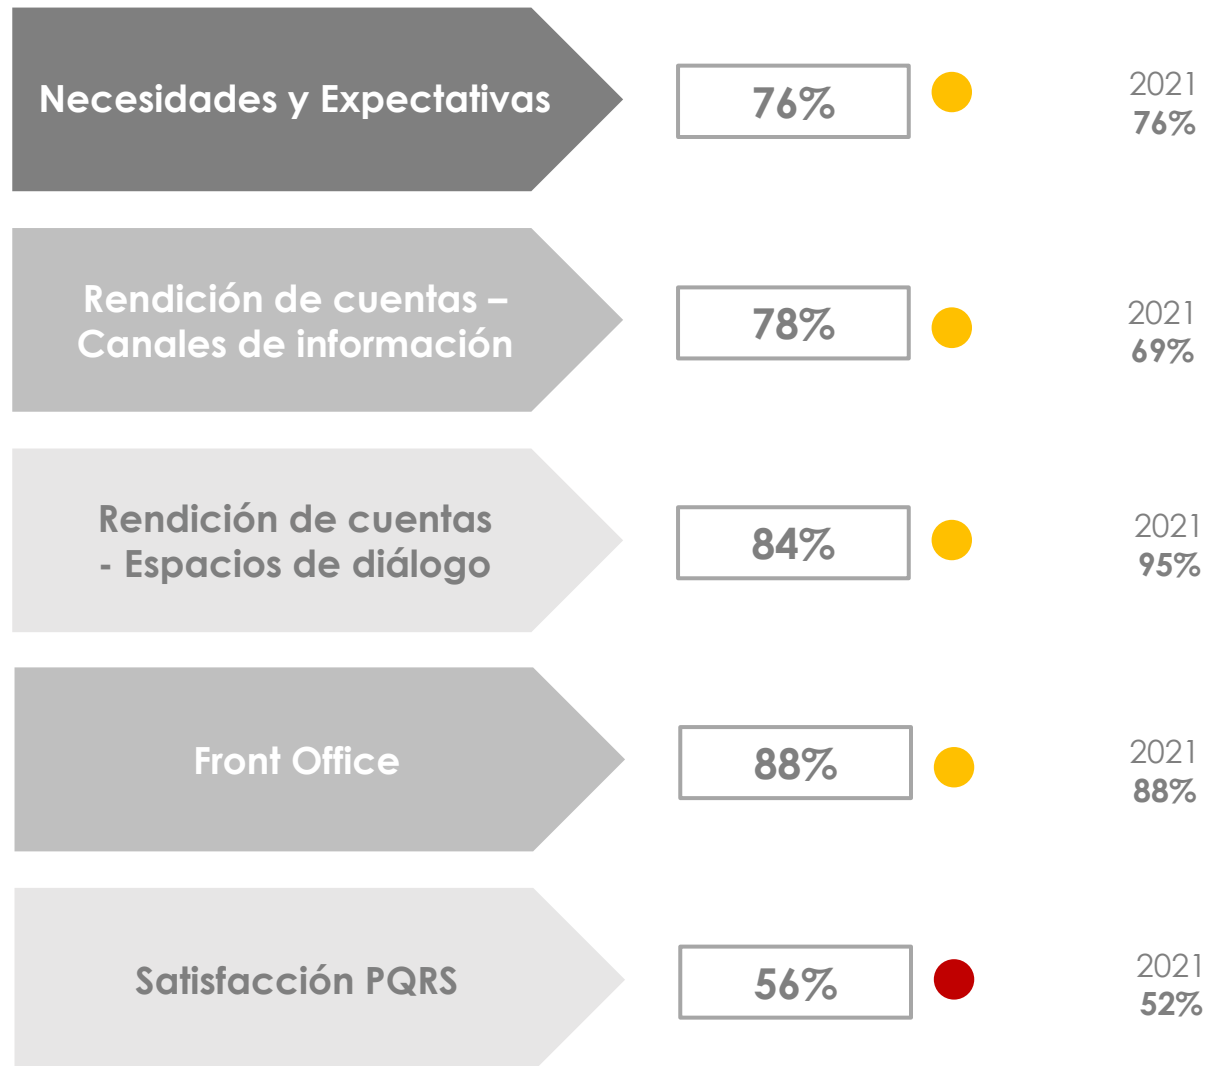 Necesidades y Expectativas
76%
2021
76%
Rendición de cuentas –
Canales de información
78%
2021
69%
Rendición de cuentas
- Espacios de diálogo
84%
2021
95%
Front Office
88%
2021
88%
Satisfacción PQRS
56%
2021
52%